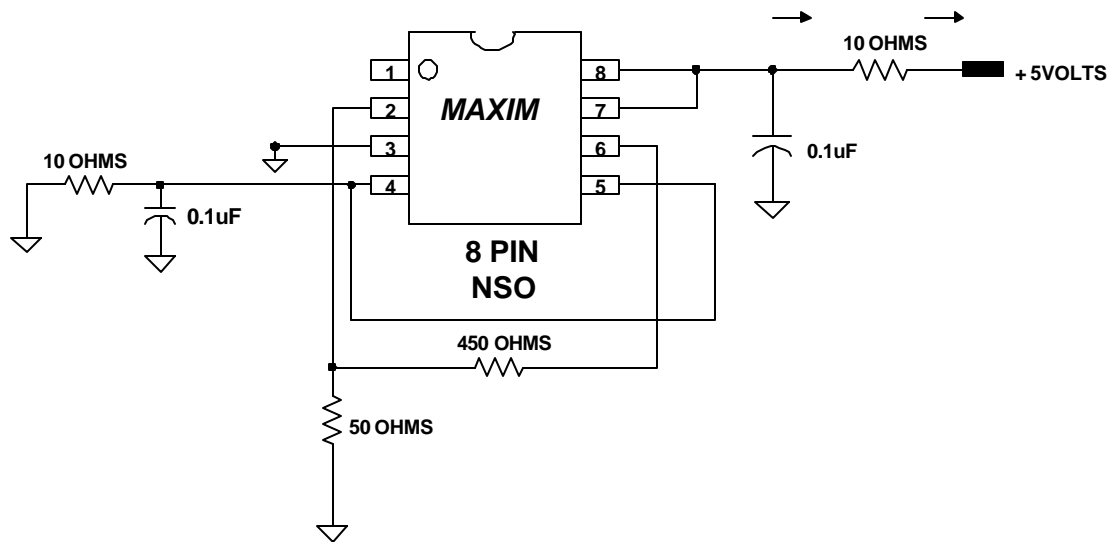 10 OHMS
+ 5VOLTS
0.1uF
1
2
3
4
MAXIM
8
7
6
5
10 OHMS
0.1uF
8 PIN
NSO
450 OHMS
50 OHMS